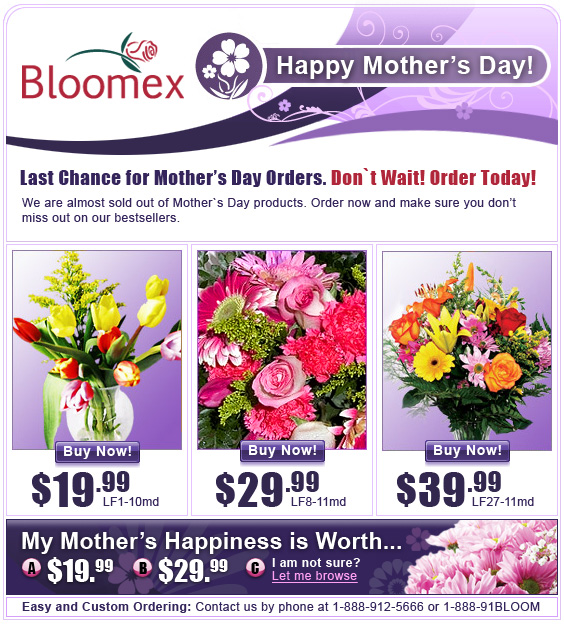 Bloomex
Happy Mother's Day!
Last Chance for Mother's Day Orders. Don`t Wait! Order Today!
We are almost sold out of Mother`s Day products. Order now and make sure you don't
miss out on our bestsellers.
Buy Now!
$19.99
LF1-10md
Buy Now!
$29.99
LF8-11md
Buy Now!
$39.99
LF27-11md
My Mother's Happiness is Worth...
A $19.99 B $29.99 C I am not sure?
Let me browse
Easy and Custom Ordering: Contact us by phone at 1-888-912-5666 or 1-888-91BLOOM